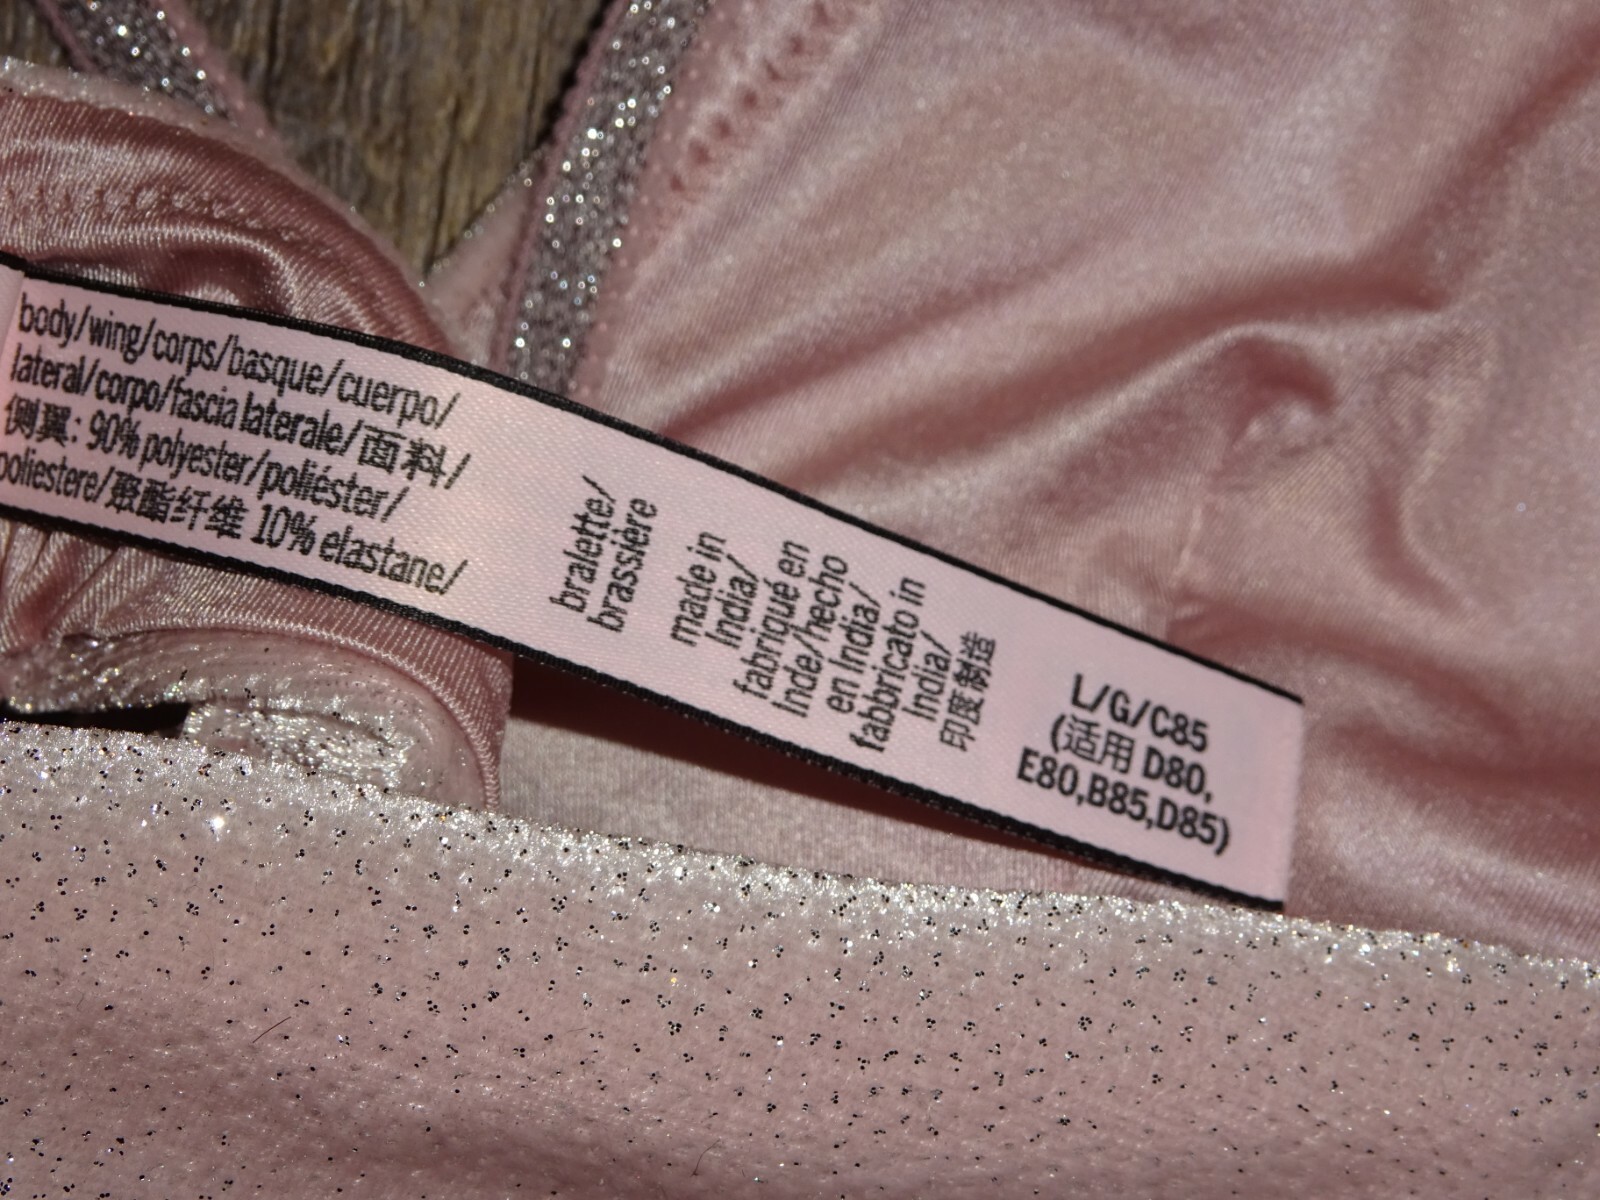 body/wing/corps/basque/cuerpo/
lateral/corpo/fascia laterale/面料/
侧翼: 90% polyester/poliéster/
poliestere/聚酯纤维 10% elastane/
bralette/
brassière
made in
India/
fabriqué en
Inde/hecho
en India/
fabbricato in
India/
印度制造
L/G/C85
(适用 D80,
E80,B85,D85)